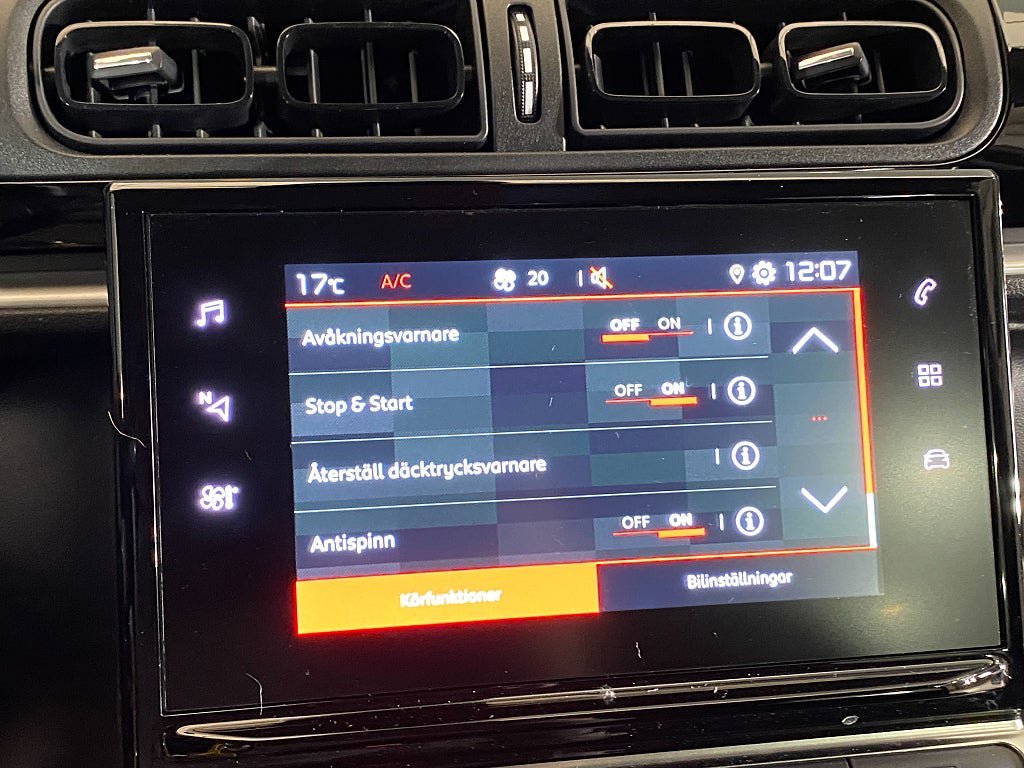 17°C A/C 20 12:07
Avåkningsvarnare OFF ON
Stop & Start OFF ON
N
Återställ däcktrycksvarnare
Antispinn OFF ON
Körfunktioner Bilinställningar